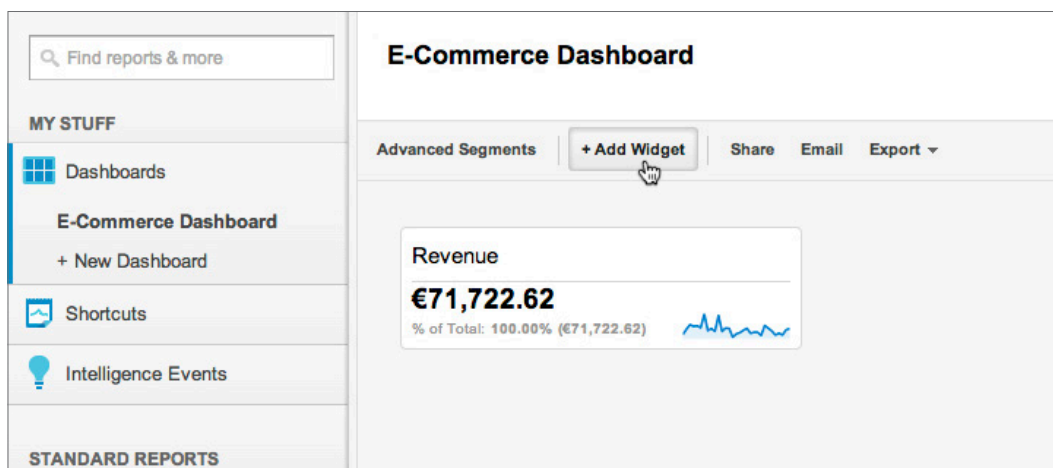 Find reports & more
MY STUFF
Dashboards
E-Commerce Dashboard
+ New Dashboard
Shortcuts
Intelligence Events
STANDARD REPORTS
E-Commerce Dashboard
Advanced Segments + Add Widget Share Email Export
Revenue
€71,722.62
% of Total: 100.00% (€71,722.62)